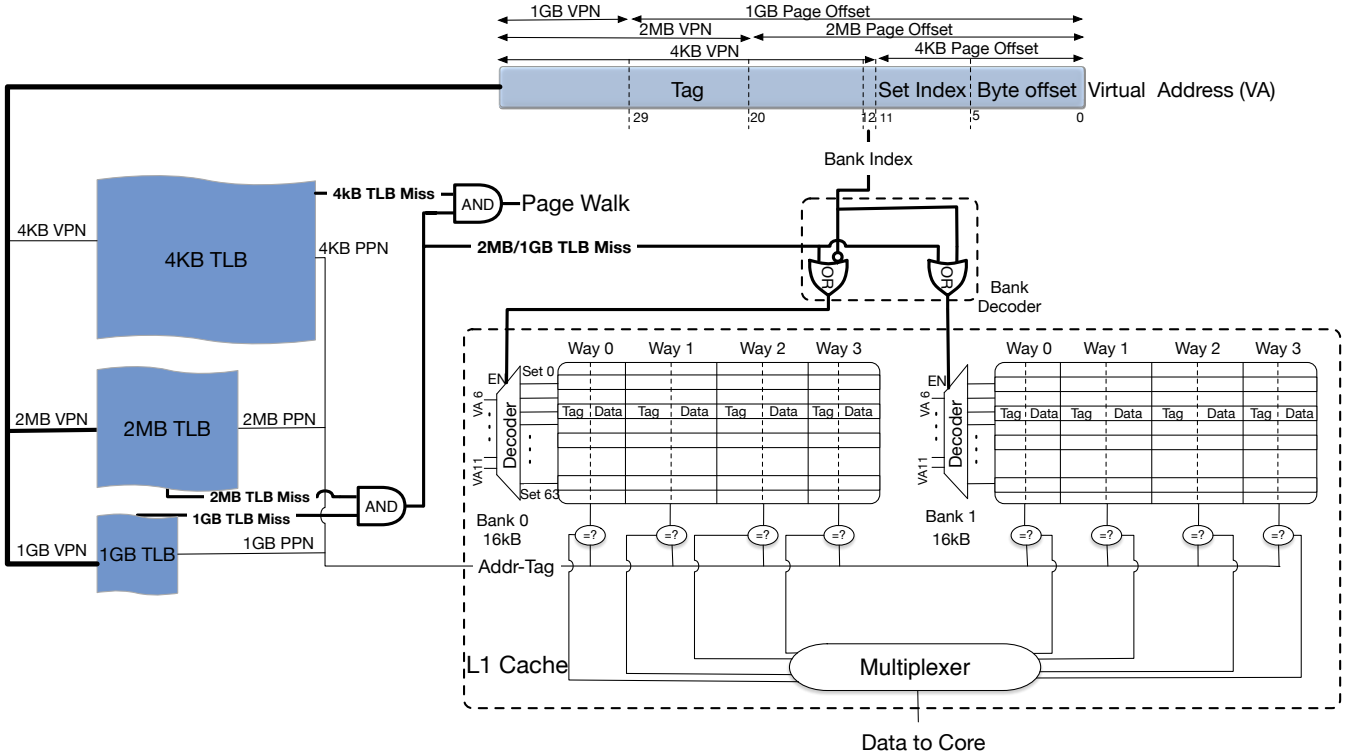 1GB VPN
1GB Page Offset
2MB VPN
2MB Page Offset
4KB VPN
4KB Page Offset
Tag
Set Index
Byte offset
Virtual Address (VA)
29
20
12
11
5
0
Bank Index
4kB TLB Miss
AND
Page Walk
4KB VPN
4KB TLB
4KB PPN
2MB/1GB TLB Miss
OR
OR
Bank
Decoder
Way 0
Way 1
Way 2
Way 3
Way 0
Way 1
Way 2
Way 3
EN
Set 0
EN
VA 6
VA 6
Tag
Data
Tag
Data
Tag
Data
Tag
Data
Tag
Data
Tag
Data
Tag
Data
Tag
Data
2MB VPN
2MB TLB
2MB PPN
Decoder
Decoder
VA11
VA11
Set 63
2MB TLB Miss
AND
1GB TLB Miss
Bank 0
16kB
Bank 1
16kB
=?
=?
=?
=?
=?
=?
=?
=?
1GB VPN
1GB TLB
1GB PPN
Addr-Tag
L1 Cache
Multiplexer
Data to Core